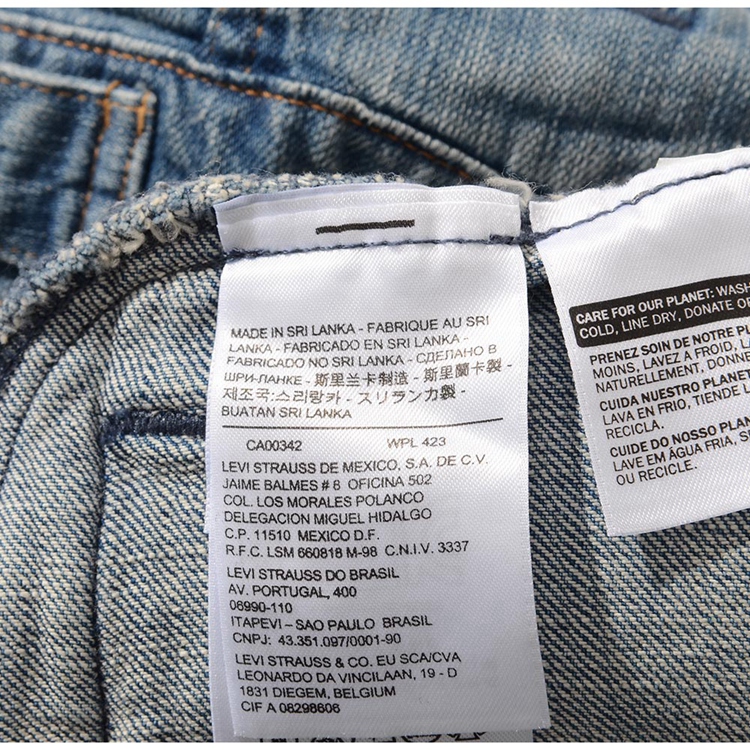 MADE IN SRI LANKA - FABRIQUE AU SRI
LANKA - FABRICADO EN SRI LANKA -
FABRICADO NO SRI LANKA - СДЕЛАНО В
ШРИ-ЛАНКЕ - 斯里兰卡制造 - 斯里蘭卡製 -
제조국:스리랑카 - スリランカ製 -
BUATAN SRI LANKA
CA00342 WPL 423
LEVI STRAUSS DE MEXICO, S.A. DE C.V.
JAIME BALMES # 8 OFICINA 502
COL. LOS MORALES POLANCO
DELEGACION MIGUEL HIDALGO
C.P. 11510 MEXICO D.F.
R.F.C. LSM 660818 M-98 C.N.I.V. 3337
LEVI STRAUSS DO BRASIL
AV. PORTUGAL, 400
06990-110
ITAPEVI – SAO PAULO BRASIL
CNPJ: 43.351.097/0001-90
LEVI STRAUSS & CO. EU SCA/CVA
LEONARDO DA VINCILAAN, 19 - D
1831 DIEGEM, BELGIUM
CIF A 08298606
CARE FOR OUR PLANET: WASH
COLD, LINE DRY, DONATE O
PRENEZ SOIN DE NOTRE P
MOINS, LAVEZ A FROID, LA
NATURELLEMENT, DONNE
CUIDA NUESTRO PLANET
LAVA EN FRIO, TIENDE
RECICLA.
CUIDE DO NOSSO PLAN
LAVE EM ÁGUA FRIA, S
OU RECICLE.